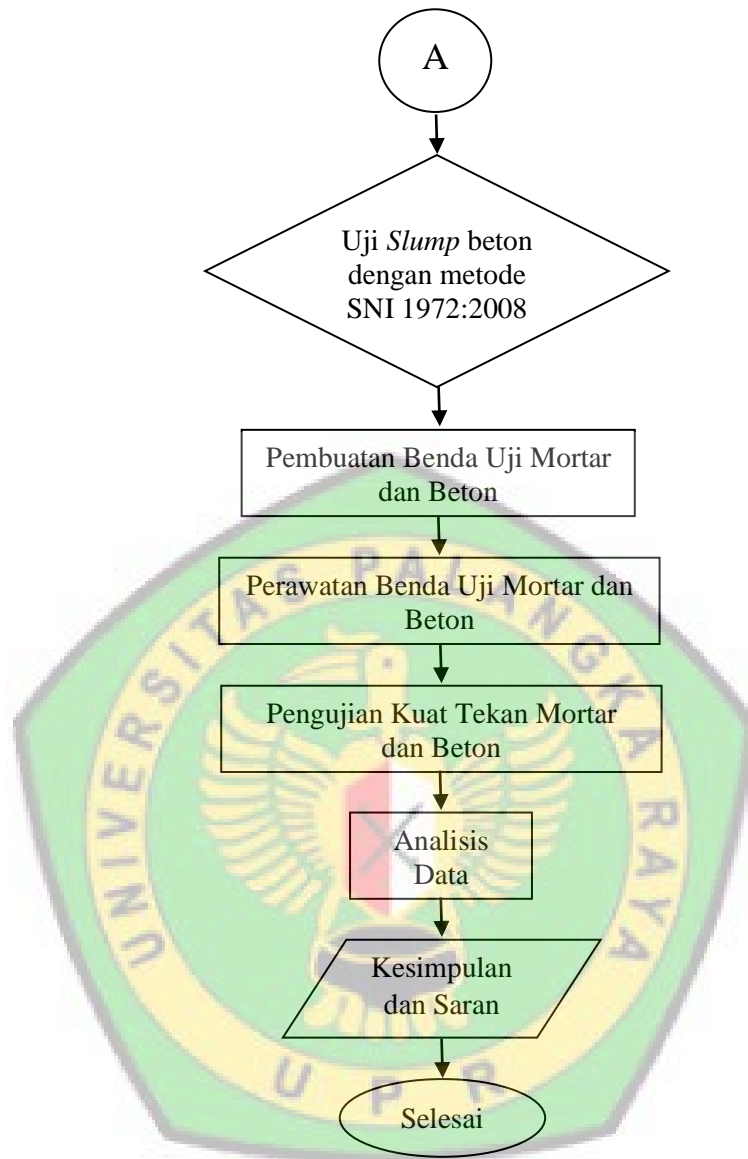 A
Uji Slump beton
dengan metode
SNI 1972:2008
Pembuatan Benda Uji Mortar
dan Beton
UNIVERSITAS PALANGKA RAYA
Perawatan Benda Uji Mortar dan
Beton
Pengujian Kuat Tekan Mortar
dan Beton
Analisis
Data
Kesimpulan
dan Saran
UPR
Selesai